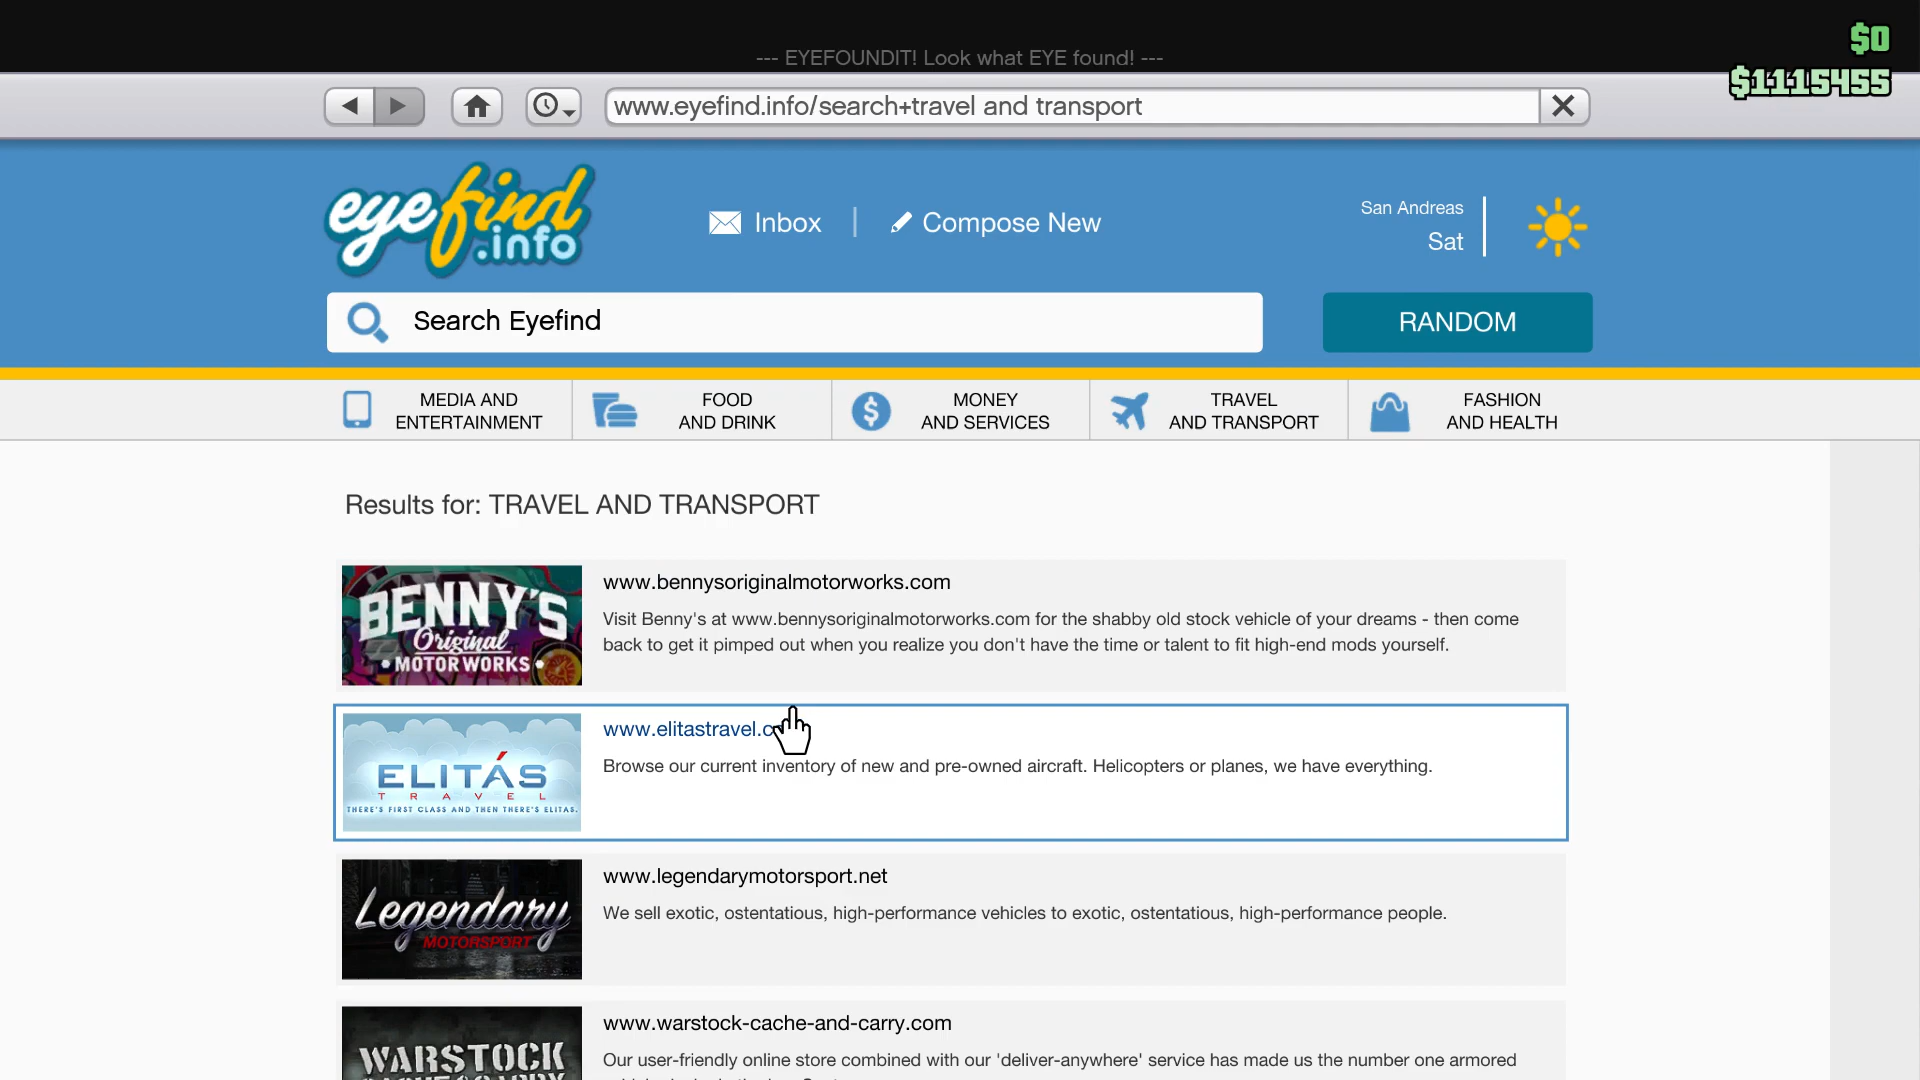 --- EYEFOUNDIT! Look what EYE found! ---
$0
$1115455
www.eyefind.info/search+travel and transport
eyefind
.info
Inbox
Compose New
San Andreas
Sat
Search Eyefind
RANDOM
MEDIA AND
ENTERTAINMENT
FOOD
AND DRINK
MONEY
AND SERVICES
TRAVEL
AND TRANSPORT
FASHION
AND HEALTH
Results for: TRAVEL AND TRANSPORT
BENNY'S
Original
MOTOR WORKS
www.bennysoriginalmotorworks.com
Visit Benny's at www.bennysoriginalmotorworks.com for the shabby old stock vehicle of your dreams - then come
back to get it pimped out when you realize you don't have the time or talent to fit high-end mods yourself.
ELITÁS
TRAVEL
THERE'S FIRST CLASS AND THEN THERE'S ELITAS.
www.elitastravel.c
Browse our current inventory of new and pre-owned aircraft. Helicopters or planes, we have everything.
Legendary
MOTORSPORT
www.legendarymotorsport.net
We sell exotic, ostentatious, high-performance vehicles to exotic, ostentatious, high-performance people.
WARSTOCK
www.warstock-cache-and-carry.com
Our user-friendly online store combined with our 'deliver-anywhere' service has made us the number one armored